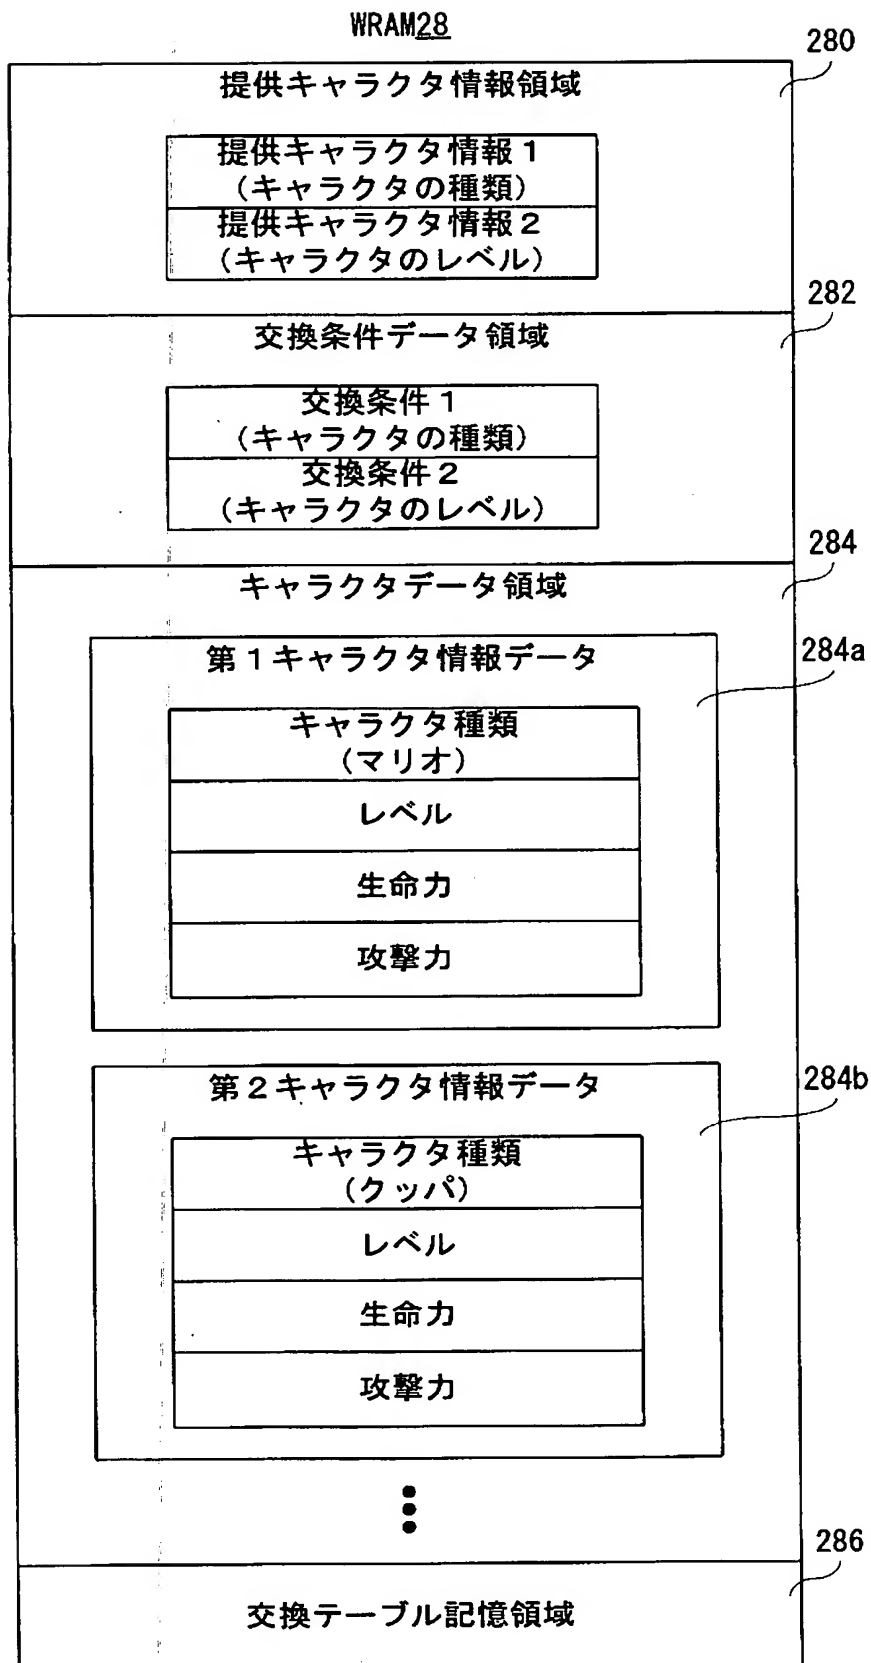 WRAM28
280
提供キャラクタ情報領域
提供キャラクタ情報1
(キャラクタの種類)
提供キャラクタ情報2
(キャラクタのレベル)
282
交換条件データ領域
交換条件1
(キャラクタの種類)
交換条件2
(キャラクタのレベル)
284
キャラクタデータ領域
284a
第1キャラクタ情報データ
キャラクタ種類
(マリオ)
レベル
生命力
攻撃力
284b
第2キャラクタ情報データ
キャラクタ種類
(クッパ)
レベル
生命力
攻撃力
286
交換テーブル記憶領域